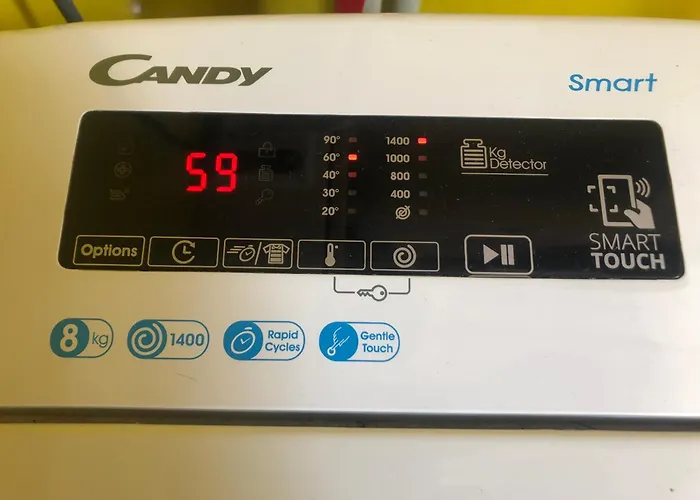 CANDY
Smart
59
90°
60°
40°
30°
20°
1400
1000
800
400
Kg
Detector
SMART
TOUCH
Options
8 kg
1400
Rapid
Cycles
Gentle
Touch